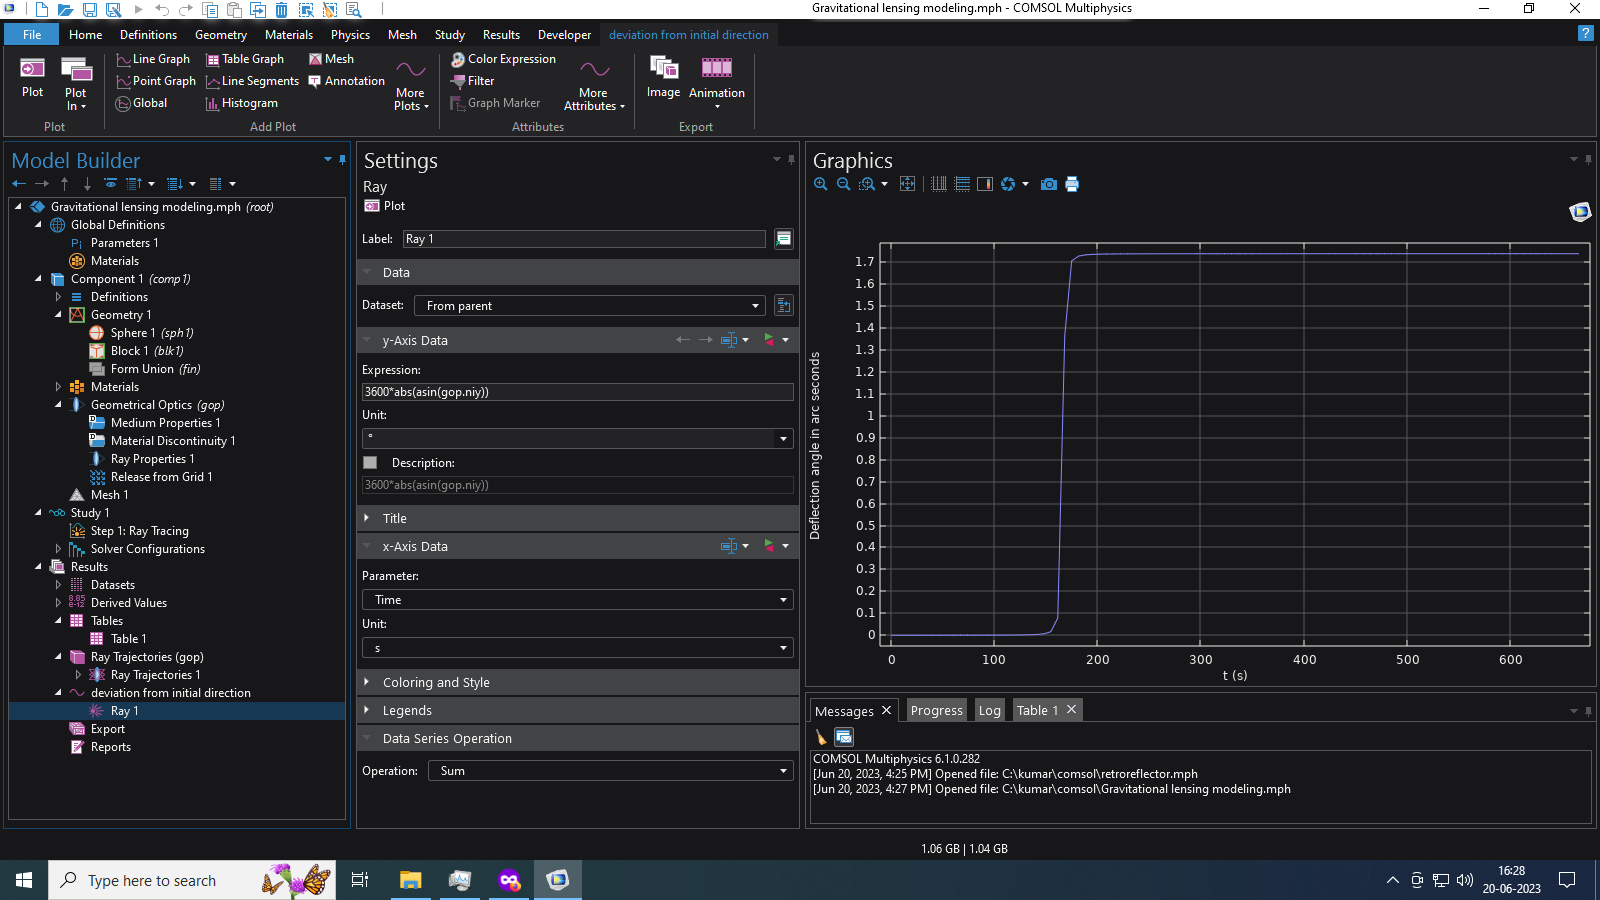 Gravitational lensing modeling.mph - COMSOL Multiphysics
File Home Definitions Geometry Materials Physics Mesh Study Results Developer deviation from initial direction ?
Plot
Plot In
Plot
Line Graph Table Graph Mesh
Point Graph Line Segments Annotation
Global Histogram
More Plots
Add Plot
Color Expression
Filter
Graph Marker
More Attributes
Attributes
Image Animation
Export
Model Builder
Gravitational lensing modeling.mph (root)
Global Definitions
Pi Parameters 1
Materials
Component 1 (comp1)
Definitions
Geometry 1
Sphere 1 (sph1)
Block 1 (blk1)
Form Union (fin)
Materials
Geometrical Optics (gop)
Medium Properties 1
Material Discontinuity 1
Ray Properties 1
Release from Grid 1
Mesh 1
Study 1
Step 1: Ray Tracing
Solver Configurations
Results
Datasets
8.85 e-12 Derived Values
Tables
Table 1
Ray Trajectories (gop)
Ray Trajectories 1
deviation from initial direction
Ray 1
Export
Reports
Settings
Ray
Plot
Label: Ray 1
Data
Dataset: From parent
y-Axis Data
Expression:
3600*abs(asin(gop.niy))
Unit:
°
Description:
3600*abs(asin(gop.niy))
Title
x-Axis Data
Parameter:
Time
Unit:
s
Coloring and Style
Legends
Data Series Operation
Operation: Sum
Graphics
Deflection angle in arc seconds
1.7
1.6
1.5
1.4
1.3
1.2
1.1
1
0.9
0.8
0.7
0.6
0.5
0.4
0.3
0.2
0.1
0
0 100 200 300 400 500 600
t (s)
Messages Progress Log Table 1
COMSOL Multiphysics 6.1.0.282
[Jun 20, 2023, 4:25 PM] Opened file: C:\kumar\comsol\retroreflector.mph
[Jun 20, 2023, 4:27 PM] Opened file: C:\kumar\comsol\Gravitational lensing modeling.mph
1.06 GB | 1.04 GB
Type here to search
16:28
20-06-2023